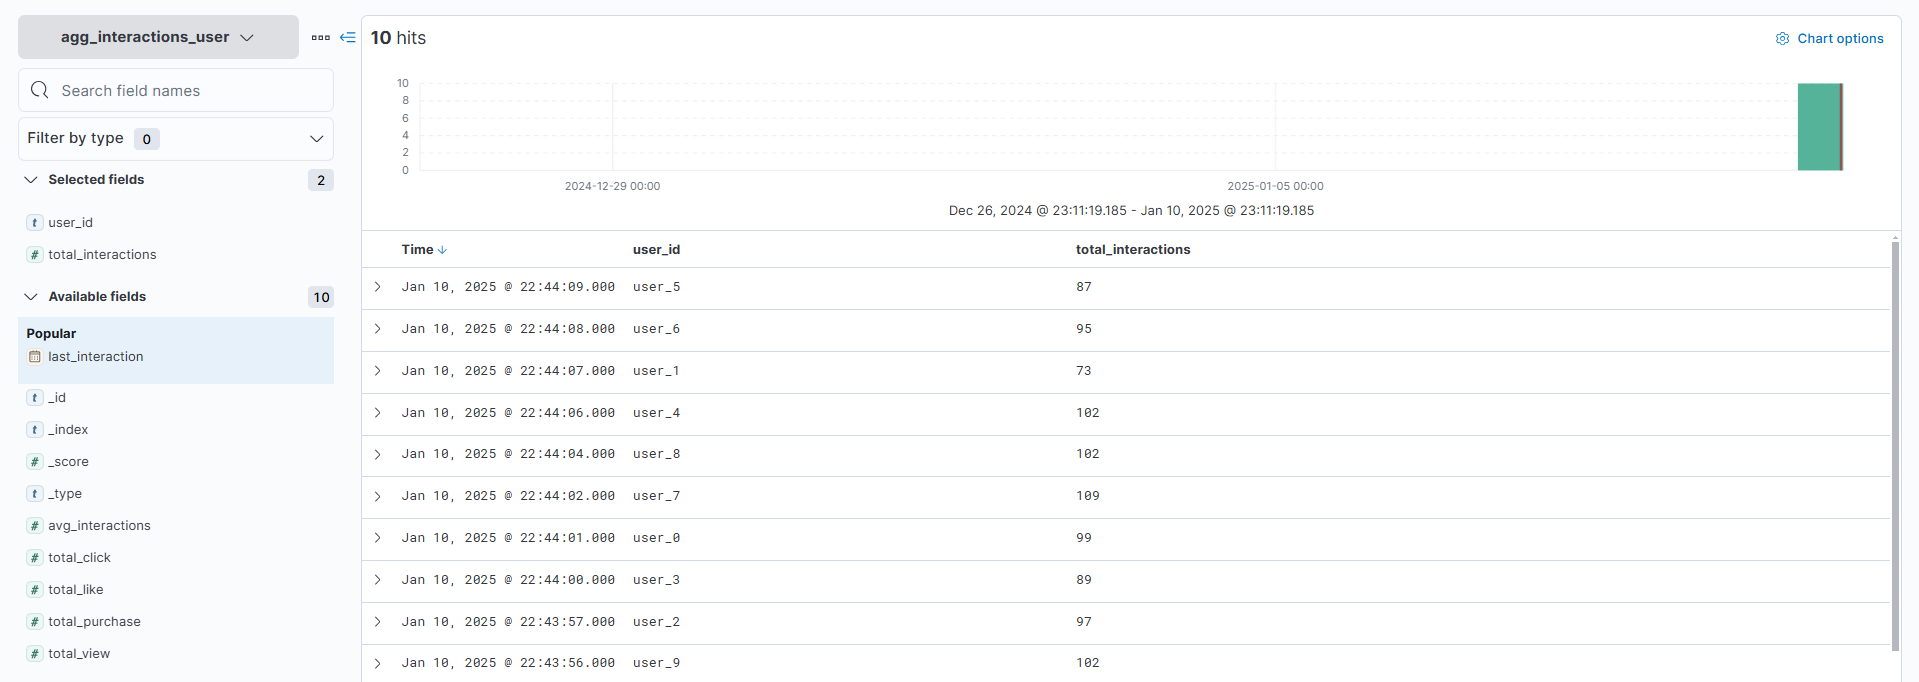 agg_interactions_user
Search field names
Filter by type 0
Selected fields 2
t user_id
# total_interactions
Available fields 10
Popular
last_interaction
t _id
t _index
# _score
t _type
# avg_interactions
# total_click
# total_like
# total_purchase
# total_view
10 hits
Chart options
10
8
6
4
2
0
2024-12-29 00:00 2025-01-05 00:00
Dec 26, 2024 @ 23:11:19.185 - Jan 10, 2025 @ 23:11:19.185
Time user_id total_interactions
Jan 10, 2025 @ 22:44:09.000 user_5 87
Jan 10, 2025 @ 22:44:08.000 user_6 95
Jan 10, 2025 @ 22:44:07.000 user_1 73
Jan 10, 2025 @ 22:44:06.000 user_4 102
Jan 10, 2025 @ 22:44:04.000 user_8 102
Jan 10, 2025 @ 22:44:02.000 user_7 109
Jan 10, 2025 @ 22:44:01.000 user_0 99
Jan 10, 2025 @ 22:44:00.000 user_3 89
Jan 10, 2025 @ 22:43:57.000 user_2 97
Jan 10, 2025 @ 22:43:56.000 user_9 102